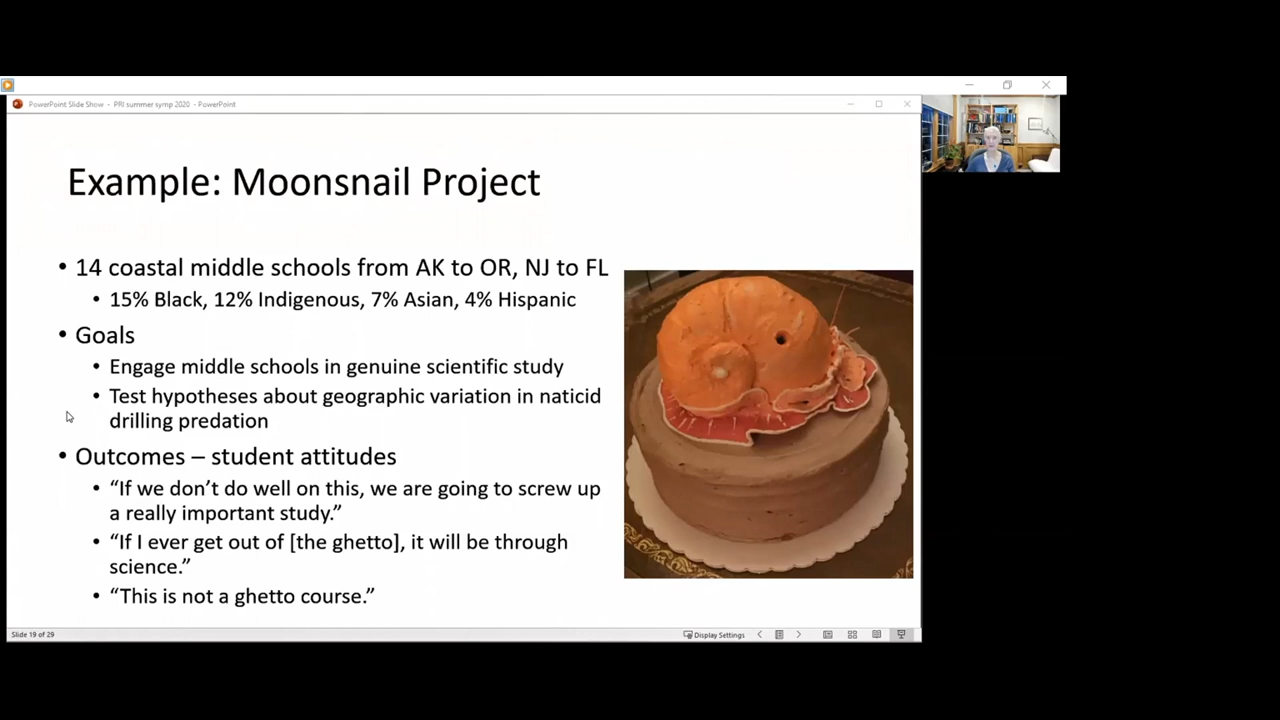 PowerPoint Slide Show - PRI summer symp 2020 - PowerPoint
Example: Moonsnail Project
• 14 coastal middle schools from AK to OR, NJ to FL
• 15% Black, 12% Indigenous, 7% Asian, 4% Hispanic
• Goals
• Engage middle schools in genuine scientific study
• Test hypotheses about geographic variation in naticid
drilling predation
• Outcomes – student attitudes
• “If we don’t do well on this, we are going to screw up
a really important study.”
• “If I ever get out of [the ghetto], it will be through
science.”
• “This is not a ghetto course.”
Slide 19 of 29
Display Settings